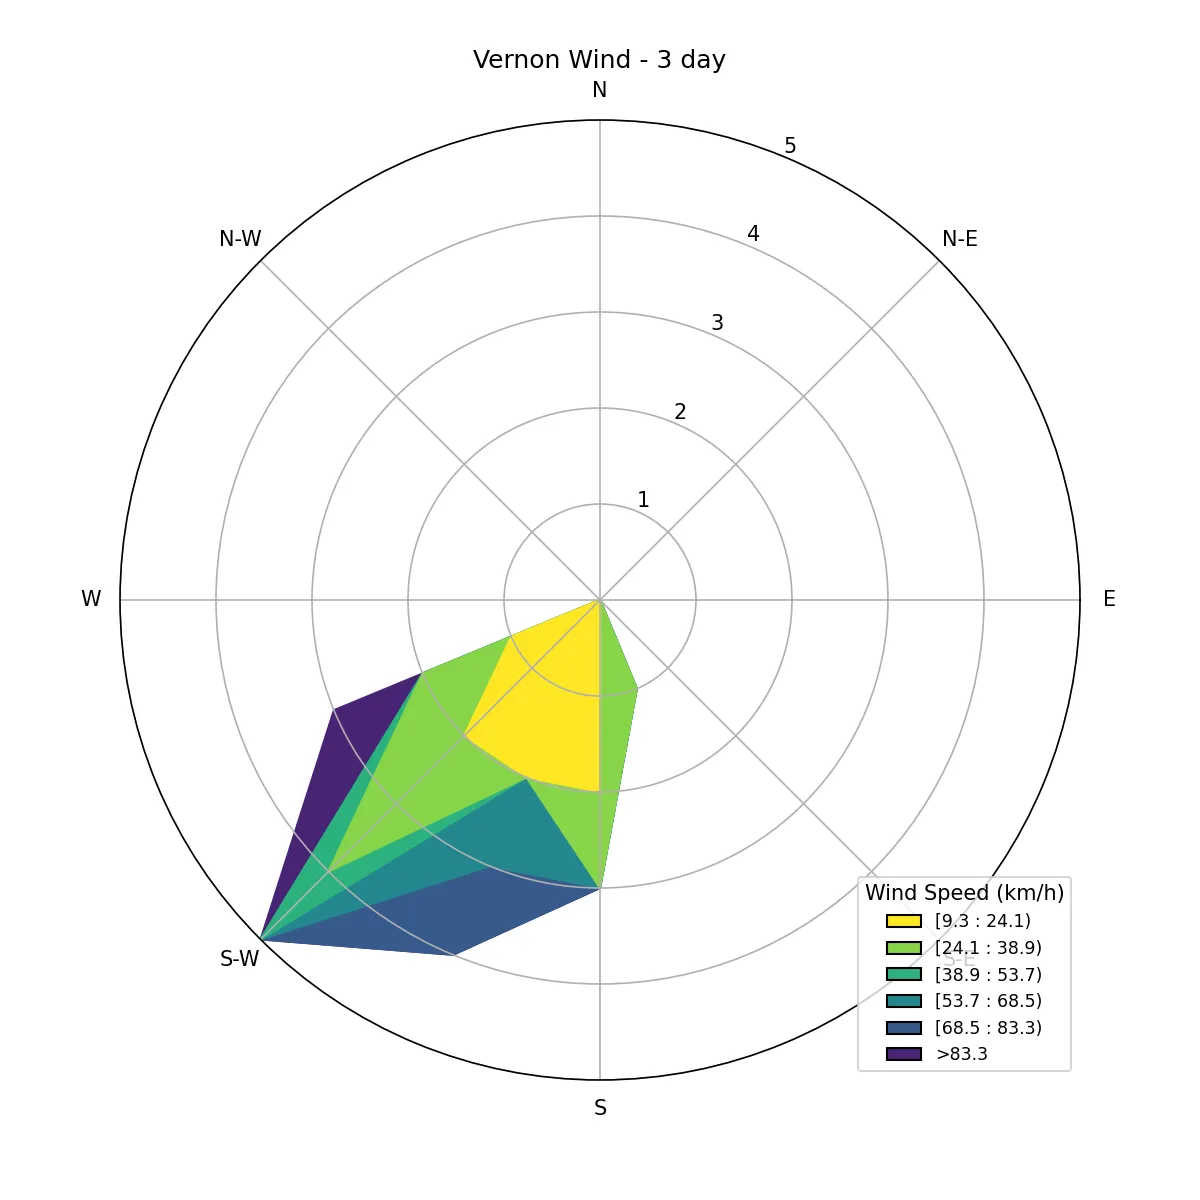 Vernon Wind - 3 day
N
5
N-W
N-E
4
3
2
1
W
E
S-W
S-E
S
Wind Speed (km/h)
[9.3 : 24.1)
[24.1 : 38.9)
[38.9 : 53.7)
[53.7 : 68.5)
[68.5 : 83.3)
>83.3